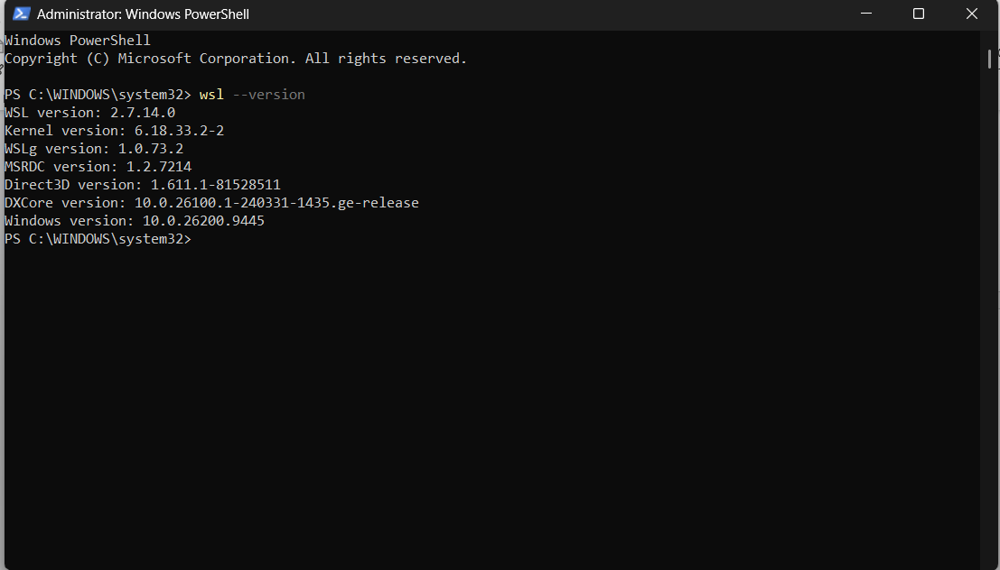 Administrator: Windows PowerShell
Windows PowerShell
Copyright (C) Microsoft Corporation. All rights reserved.
PS C:\WINDOWS\system32> wsl --version
WSL version: 2.7.14.0
Kernel version: 6.18.33.2-2
WSLg version: 1.0.73.2
MSRDC version: 1.2.7214
Direct3D version: 1.611.1-81528511
DXCore version: 10.0.26100.1-240331-1435.ge-release
Windows version: 10.0.26200.9445
PS C:\WINDOWS\system32>